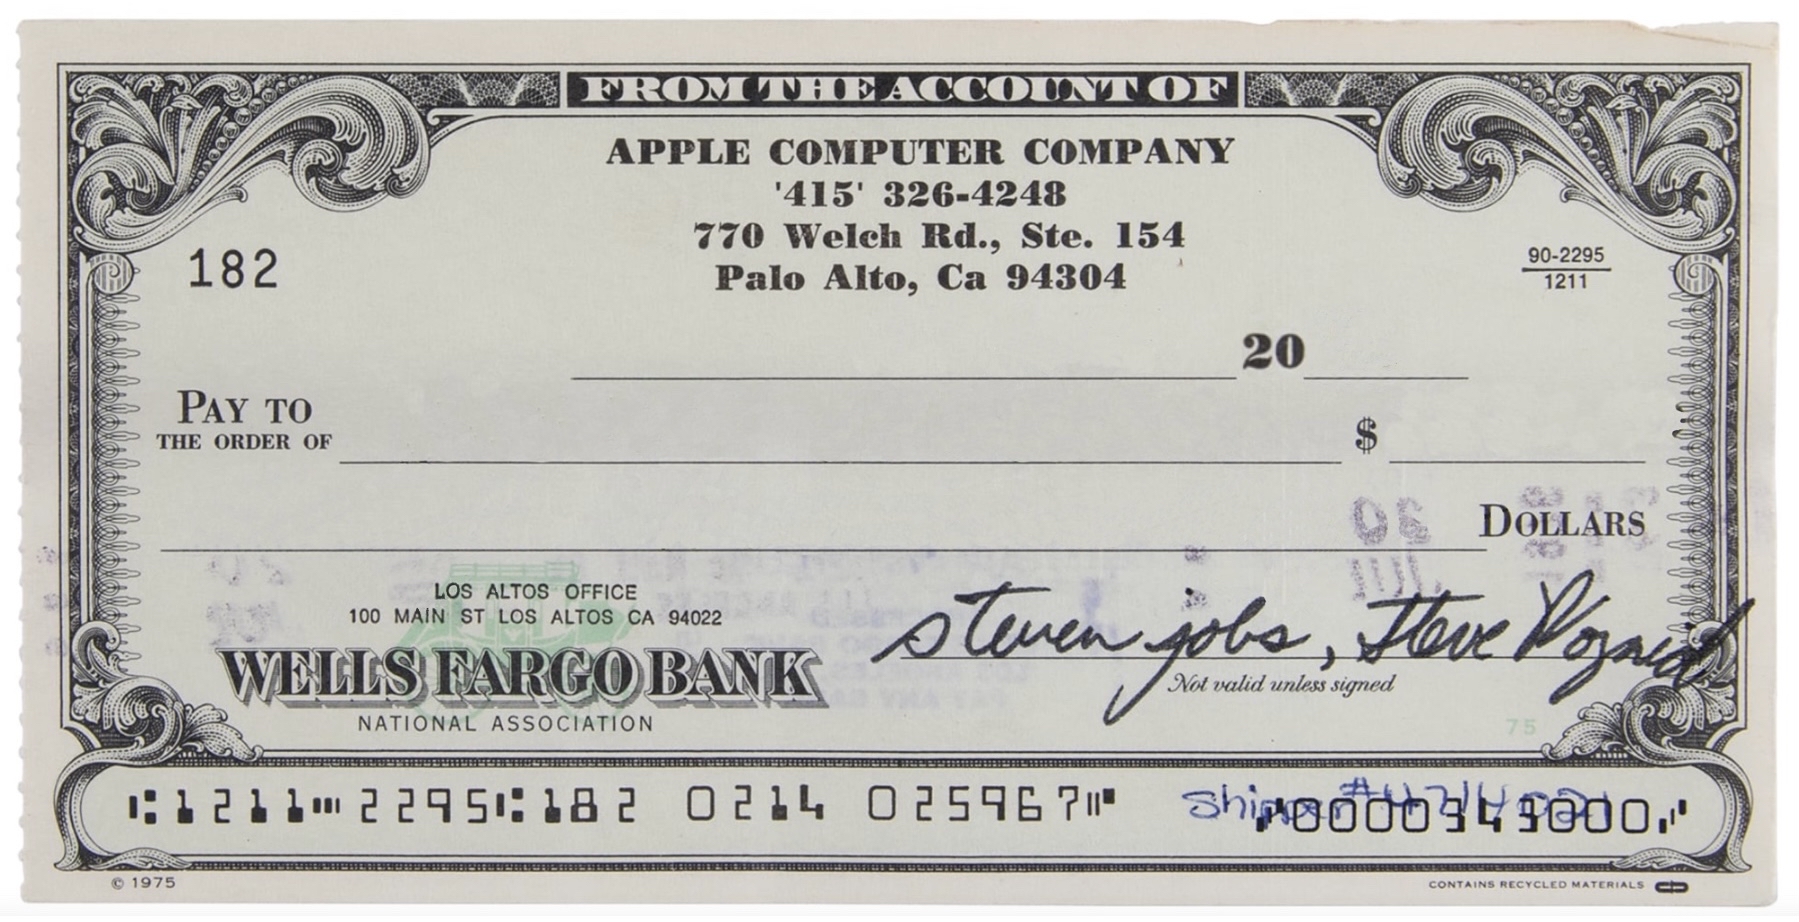 FROM THE ACCOUNT OF
APPLE COMPUTER COMPANY
'415' 326-4248
770 Welch Rd., Ste. 154
Palo Alto, Ca 94304
182
90-2295
1211
20
PAY TO
THE ORDER OF
$
DOLLARS
LOS ALTOS OFFICE
100 MAIN ST LOS ALTOS CA 94022
WELLS FARGO BANK
NATIONAL ASSOCIATION
steven jobs, Steve Wozniak
Not valid unless signed
75
⑆1211⑉2295⑆182 0214 025967⑈ ⑈0000343000⑈
Shipper
© 1975
CONTAINS RECYCLED MATERIALS